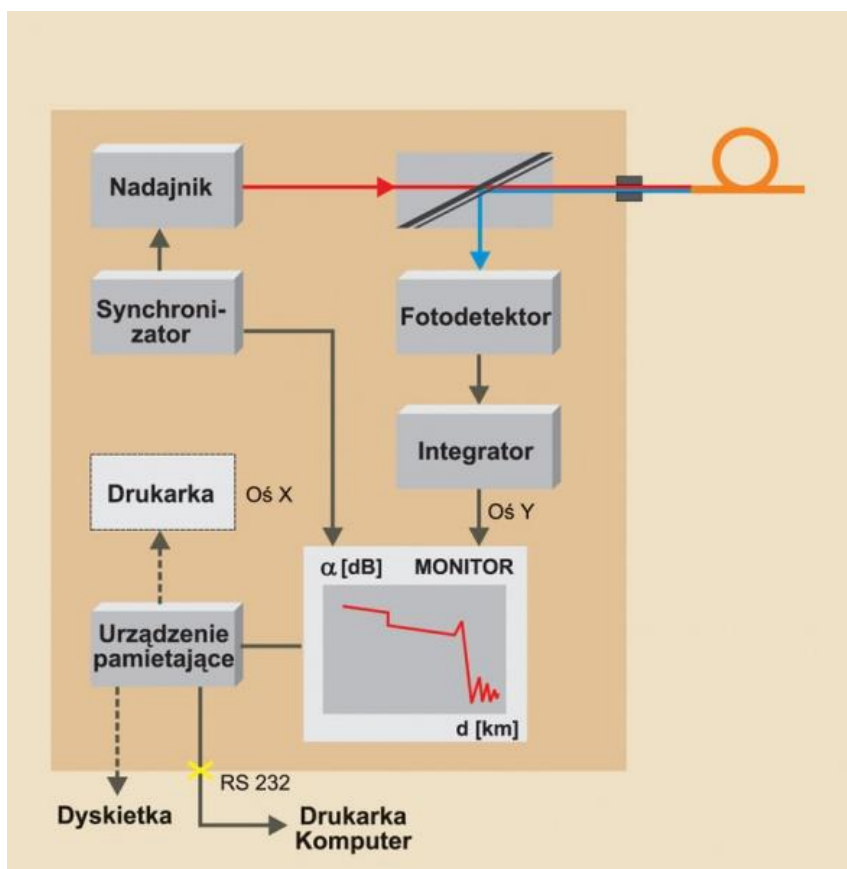 Nadajnik
Synchroni-
zator
Fotodetektor
Integrator
Drukarka
Oś X
Oś Y
α [dB]
MONITOR
d [km]
Urządzenie
pamietające
RS 232
Dyskietka
Drukarka
Komputer